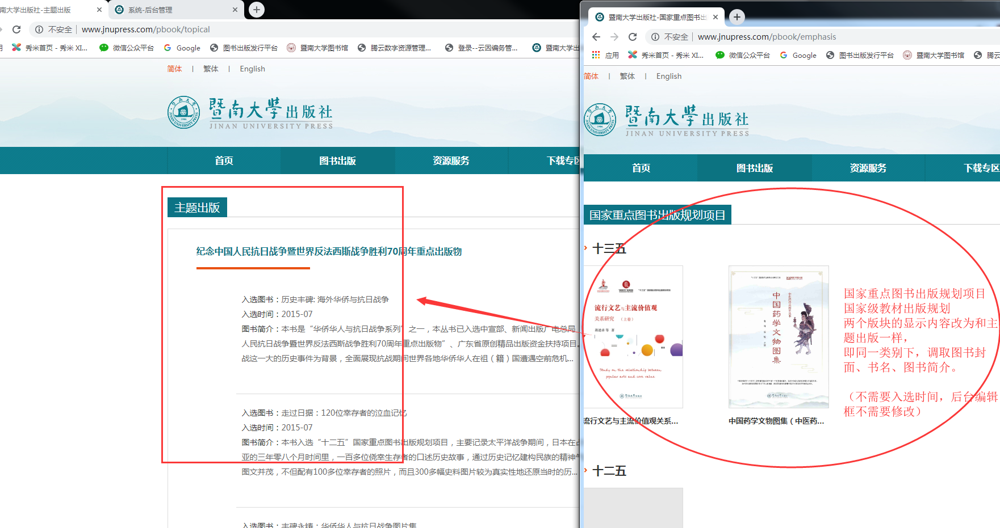 南大学出版社-主题出版
系统-后台管理
不安全 www.jnupress.com/pbook/topical
秀米首页 - 秀米 XI...
微信公众平台
Google
图书出版发行平台
暨南大学图书馆
腾云数字资源管理...
登录--云因编务管...
暨南大学出
简体 | 繁体 | English
暨南大学出版社
JINAN UNIVERSITY PRESS
首页 图书出版 资源服务 下载专区
主题出版
纪念中国人民抗日战争暨世界反法西斯战争胜利70周年重点出版物
入选图书：历史丰碑: 海外华侨与抗日战争
入选时间：2015-07
图书简介：本书是“华侨华人与抗日战争系列”之一，本丛书已入选中宣部、新闻出版广电总局
人民抗日战争暨世界反法西斯战争胜利70周年重点出版物”、广东省原创精品出版资金扶持项目。
战这一大的历史事件为背景，全面展现抗战期间世界各地华侨华人在祖（籍）国遭遇空前危机...
入选图书：走过日据：120位幸存者的泣血记忆
入选时间：2015-07
图书简介：本书入选“十二五”国家重点图书出版规划项目，主要记录太平洋战争期间，日本在占
亚的三年零八个月时间里，一百多位侥幸生存者的口述历史故事，通过历史记忆建构民族的精神气
图文并茂，不但配有100多位幸存者的照片，而且300多幅史料图片较为真实性地还原当时的历...
入选图书：丰碑永铸：华侨华人与抗日战争图片集
暨南大学出版社-国家重点图书出
不安全 www.jnupress.com/pbook/emphasis
应用
秀米首页 - 秀米 XI...
微信公众平台
Google
图书出版发行平台
暨南大学图书馆
腾云
简体 | 繁体 | English
暨南大学出版社
JINAN UNIVERSITY PRESS
首页 图书出版 资源服务 下载专区
国家重点图书出版规划项目
十三五
流行文艺与主流价值观
关系研究 （上卷）
蒋述卓 等 著
Study on the relationship between
popular arts and core value
暨南大学出版社
流行文艺与主流价值观关系...
中国药学文物图集
暨南大学出版社
中国药学文物图集（中医药...
国家重点图书出版规划项目
国家级教材出版规划
两个版块的显示内容改为和主
题出版一样，
即同一类别下，调取图书封
面、书名、图书简介。
（不需要入选时间，后台编辑
框不需要修改）
十二五